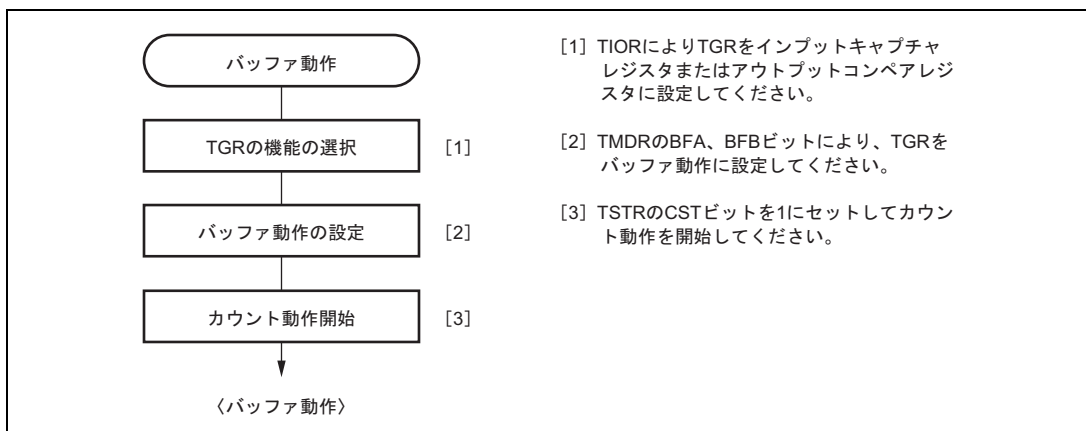 バッファ動作
TGRの機能の選択 [1]
バッファ動作の設定 [2]
カウント動作開始 [3]
〈バッファ動作〉
[1] TIORによりTGRをインプットキャプチャ
レジスタまたはアウトプットコンペアレジ
スタに設定してください。
[2] TMDRのBFA、BFBビットにより、TGRを
バッファ動作に設定してください。
[3] TSTRのCSTビットを1にセットしてカウン
ト動作を開始してください。